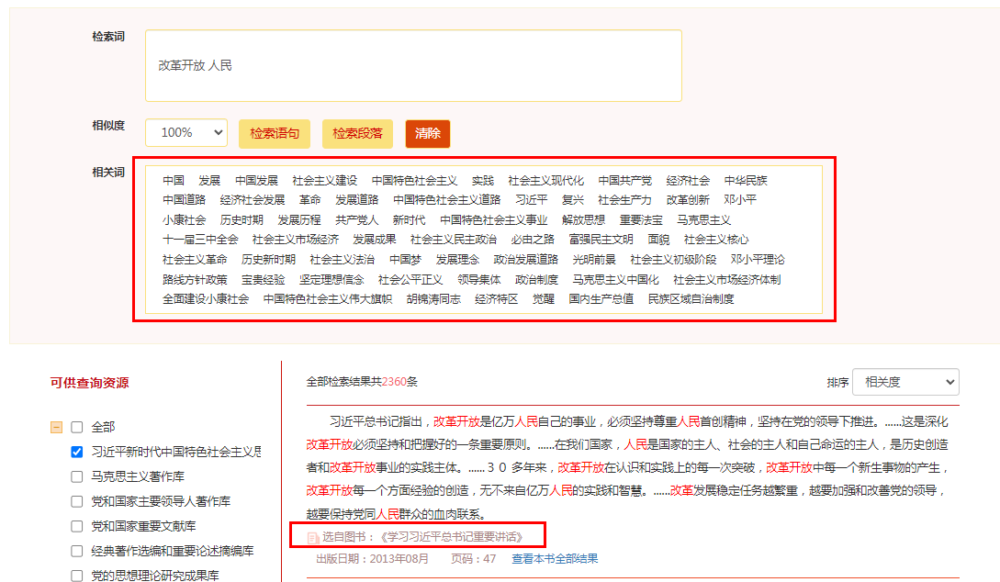 检索词
改革开放 人民
相似度 100% 检索语句 检索段落 清除
相关词
中国 发展 中国发展 社会主义建设 中国特色社会主义 实践 社会主义现代化 中国共产党 经济社会 中华民族
中国道路 经济社会发展 革命 发展道路 中国特色社会主义道路 习近平 复兴 社会生产力 改革创新 邓小平
小康社会 历史时期 发展历程 共产党人 新时代 中国特色社会主义事业 解放思想 重要法宝 马克思主义
十一届三中全会 社会主义市场经济 发展成果 社会主义民主政治 必由之路 富强民主文明 面貌 社会主义核心
社会主义革命 历史新时期 社会主义法治 中国梦 发展理念 政治发展道路 光明前景 社会主义初级阶段 邓小平理论
路线方针政策 宝贵经验 坚定理想信念 社会公平正义 领导集体 政治制度 马克思主义中国化 社会主义市场经济体制
全面建设小康社会 中国特色社会主义伟大旗帜 胡锦涛同志 经济特区 觉醒 国内生产总值 民族区域自治制度
可供查询资源
全部
习近平新时代中国特色社会主义思
马克思主义著作库
党和国家主要领导人著作库
党和国家重要文献库
经典著作选编和重要论述摘编库
党的思想理论研究成果库
全部检索结果共2360条 排序 相关度
习近平总书记指出，改革开放是亿万人民自己的事业，必须坚持尊重人民首创精神，坚持在党的领导下推进。……这是深化
改革开放必须坚持和把握好的一条重要原则。……在我们国家，人民是国家的主人、社会的主人和自己命运的主人，是历史创造
者和改革开放事业的实践主体。……３０多年来，改革开放在认识和实践上的每一次突破，改革开放中每一个新生事物的产生，
改革开放每一个方面经验的创造，无不来自亿万人民的实践和智慧。……改革发展稳定任务越繁重，越要加强和改善党的领导，
越要保持党同人民群众的血肉联系。
选自图书：《学习习近平总书记重要讲话》
出版日期：2013年08月 页码：47 查看本书全部结果